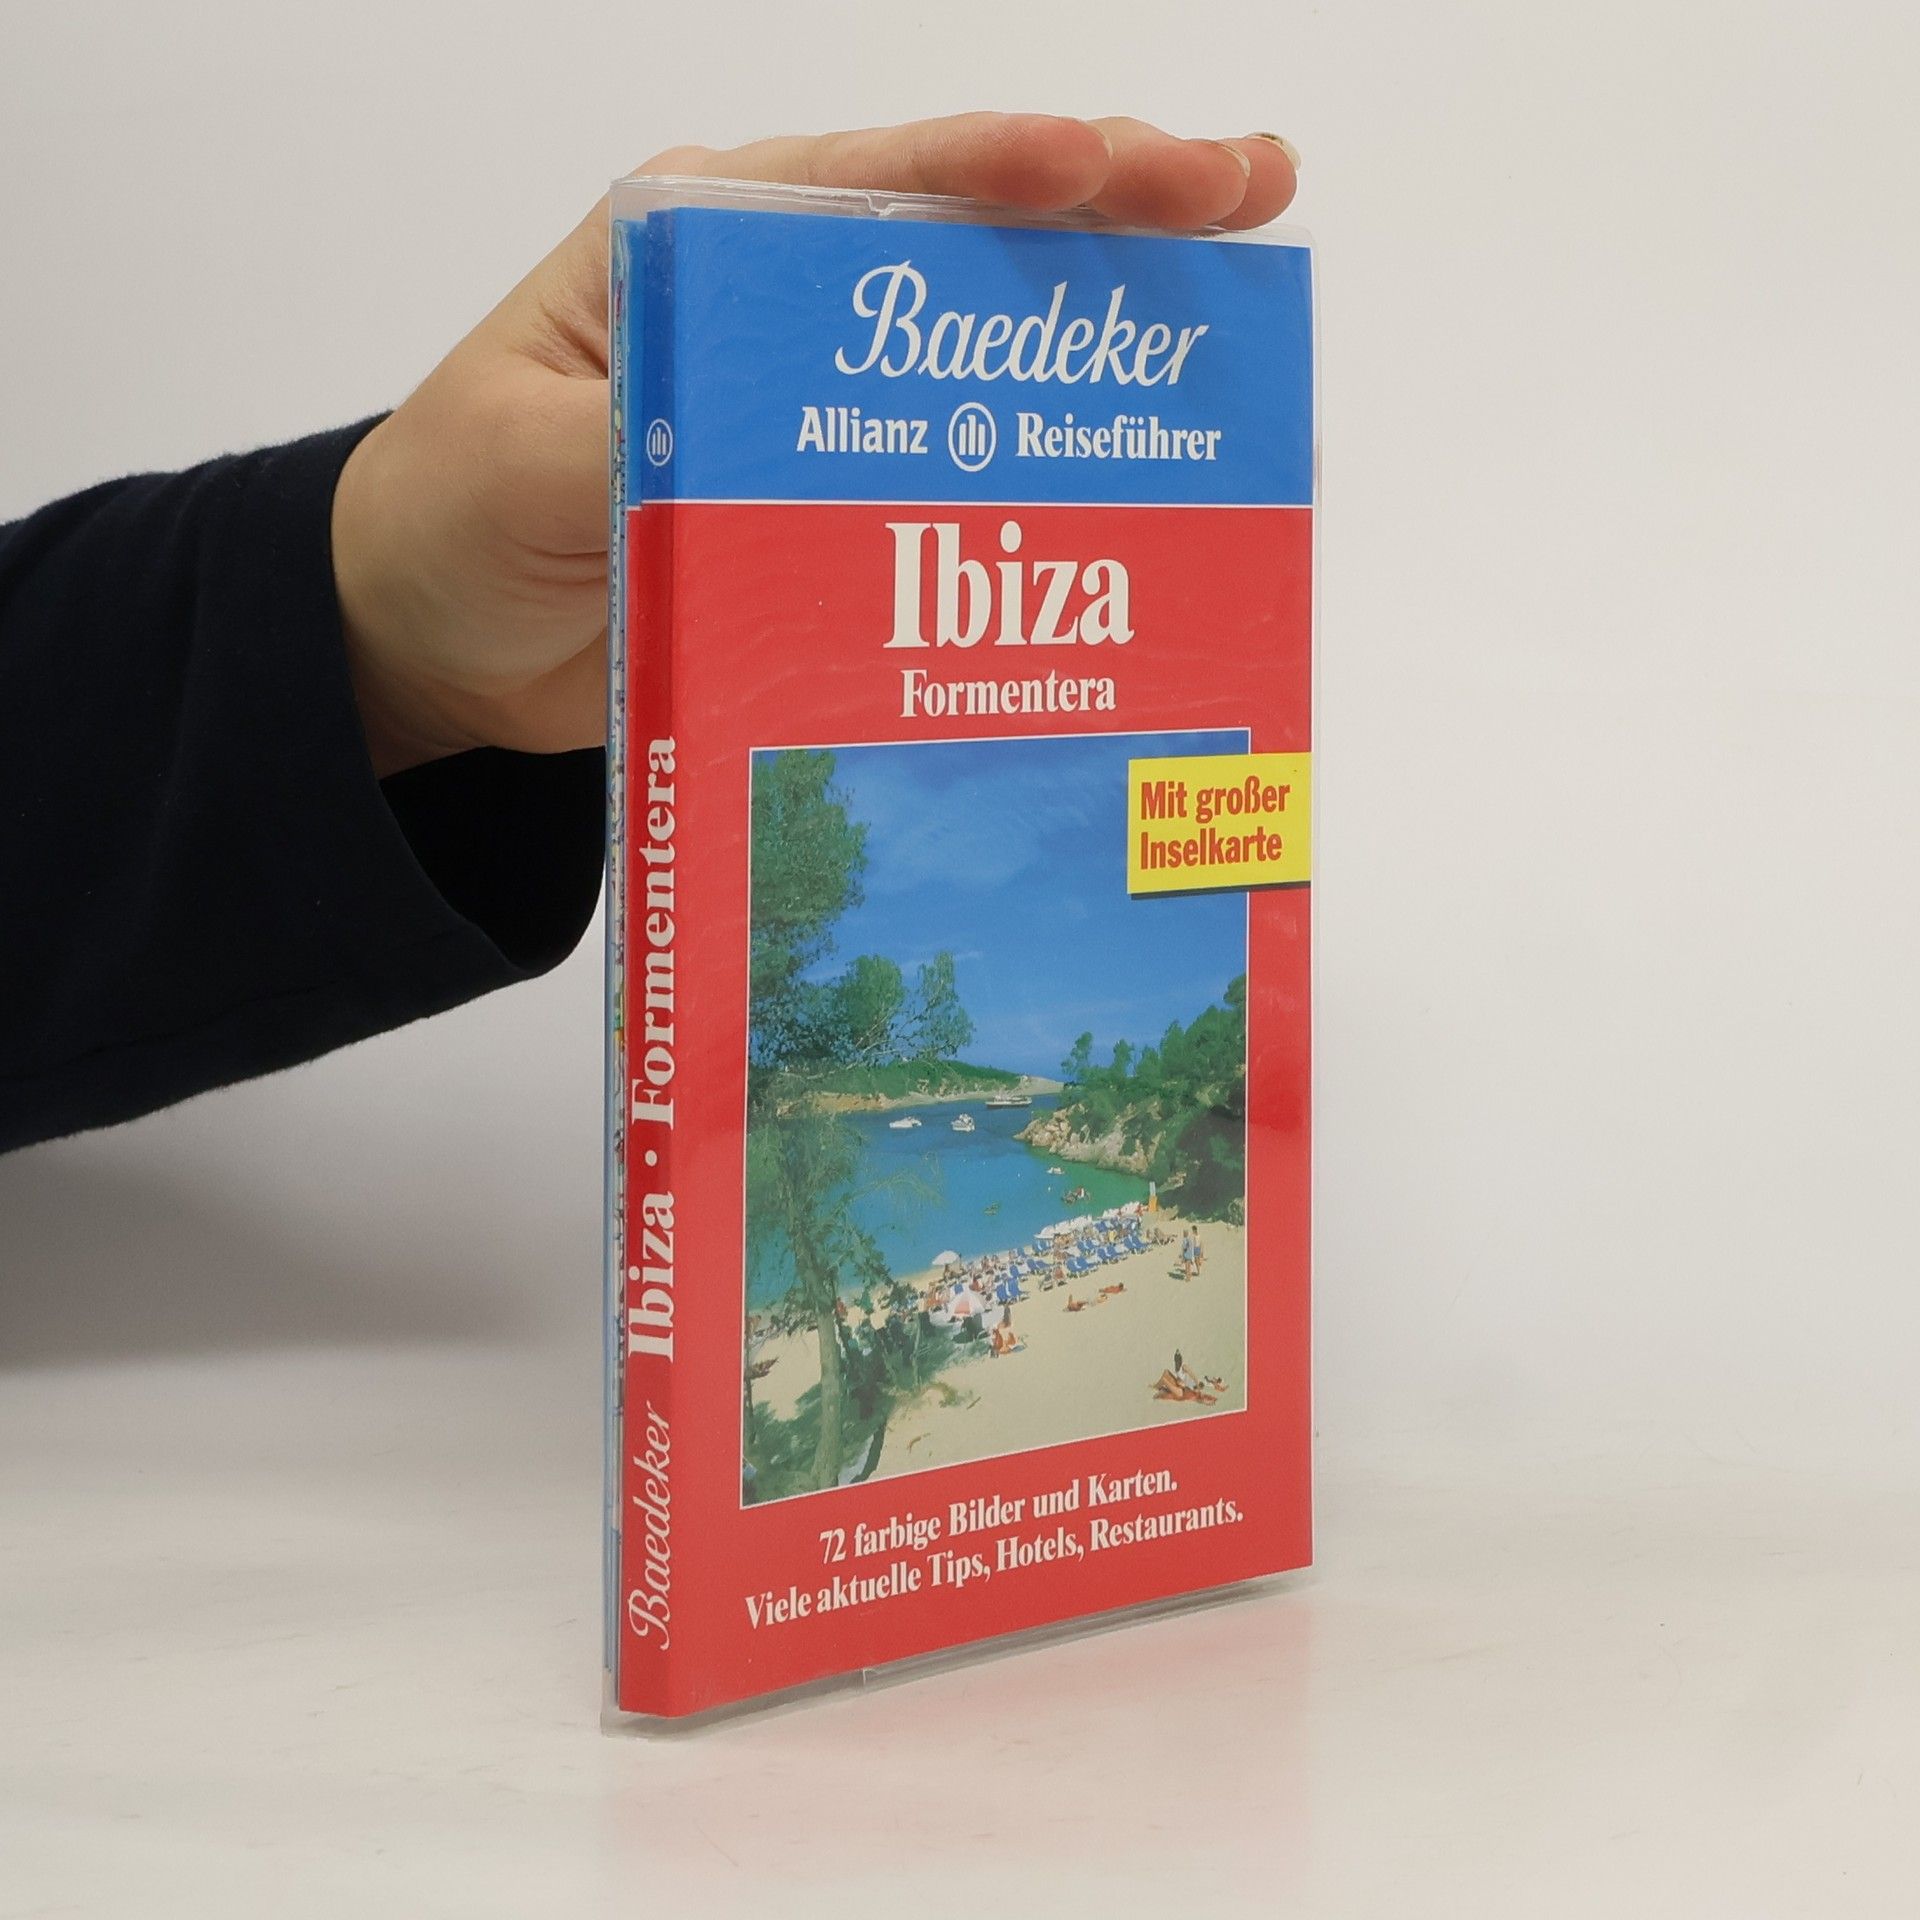 Baedeker
Allianz Reiseführer
Ibiza
Formentera
Mit großer
Inselkarte
72 farbige Bilder und Karten.
Viele aktuelle Tips, Hotels, Restaurants.
Baedeker Ibiza · Formentera